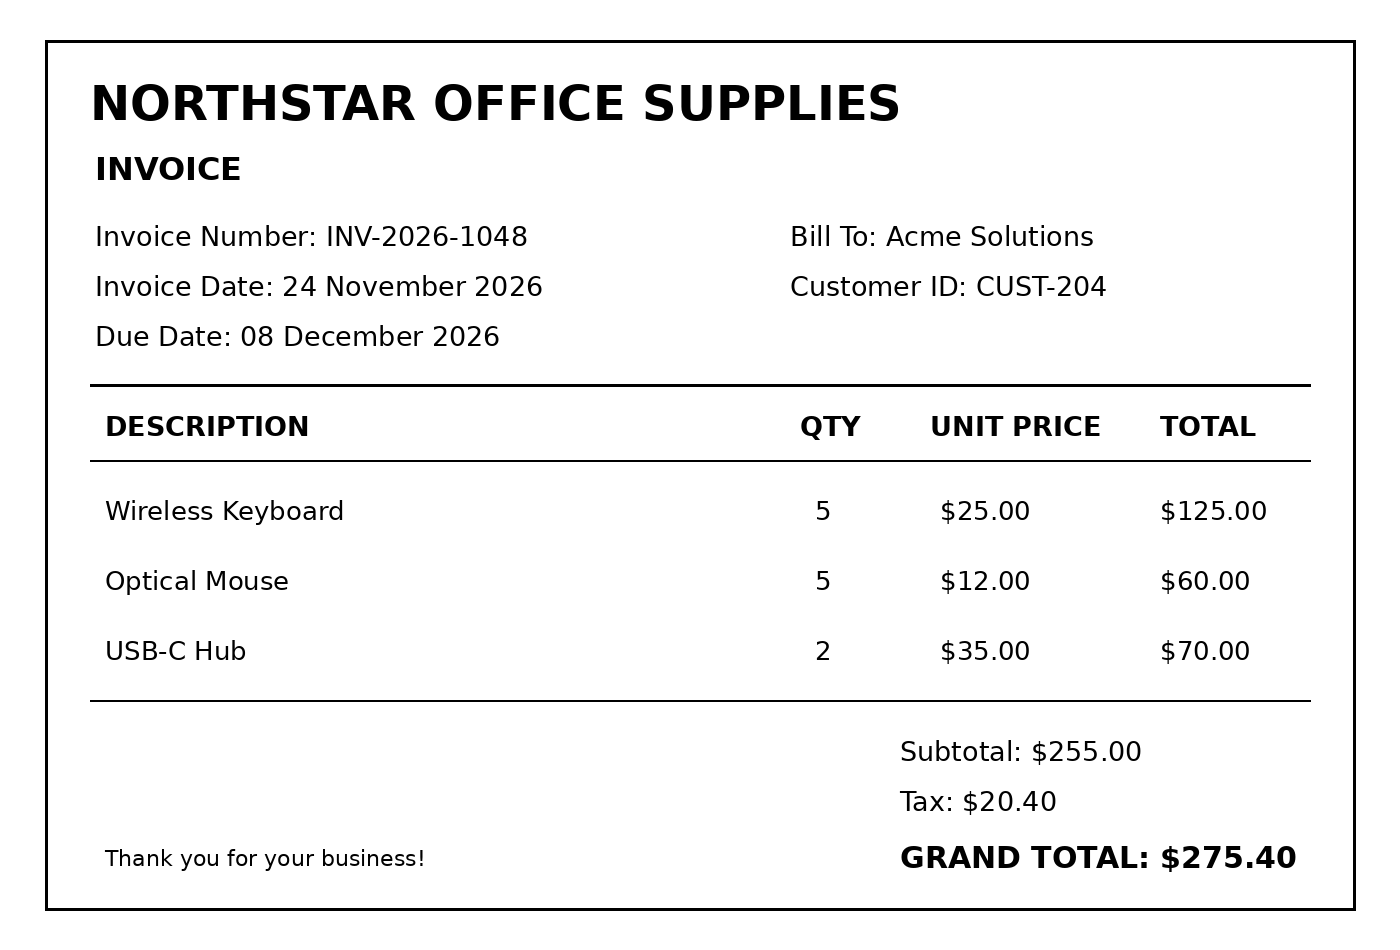 NORTHSTAR OFFICE SUPPLIES
INVOICE
Invoice Number: INV-2026-1048 Bill To: Acme Solutions
Invoice Date: 24 November 2026 Customer ID: CUST-204
Due Date: 08 December 2026
DESCRIPTION QTY UNIT PRICE TOTAL
Wireless Keyboard 5 $25.00 $125.00
Optical Mouse 5 $12.00 $60.00
USB-C Hub 2 $35.00 $70.00
Subtotal: $255.00
Tax: $20.40
Thank you for your business! GRAND TOTAL: $275.40